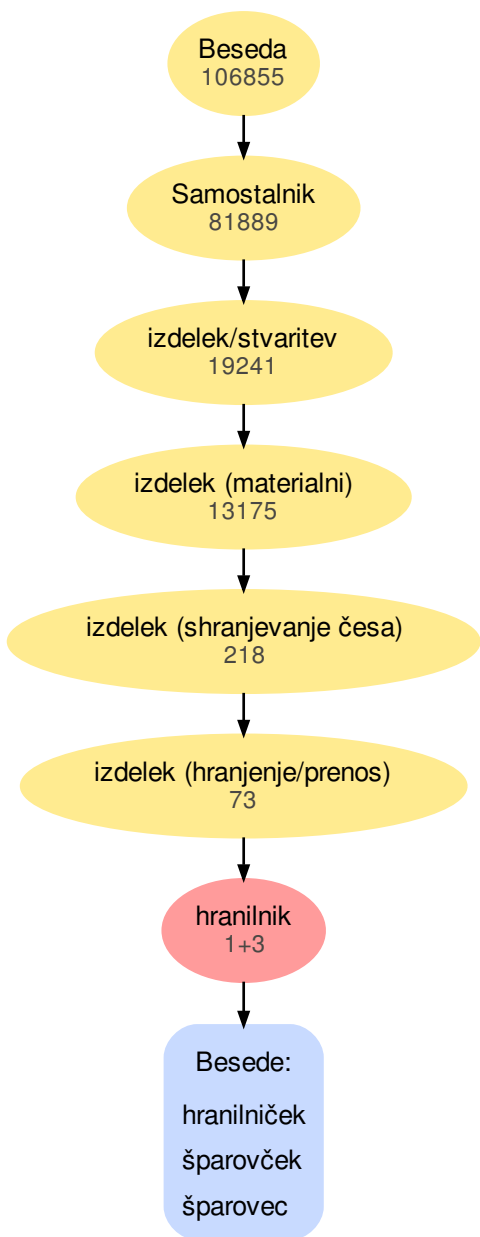 Beseda
106855
Samostalnik
81889
izdelek/stvaritev
19241
izdelek (materialni)
13175
izdelek (shranjevanje česa)
218
izdelek (hranjenje/prenos)
73
hranilnik
1+3
Besede:
hranilniček
šparovček
šparovec